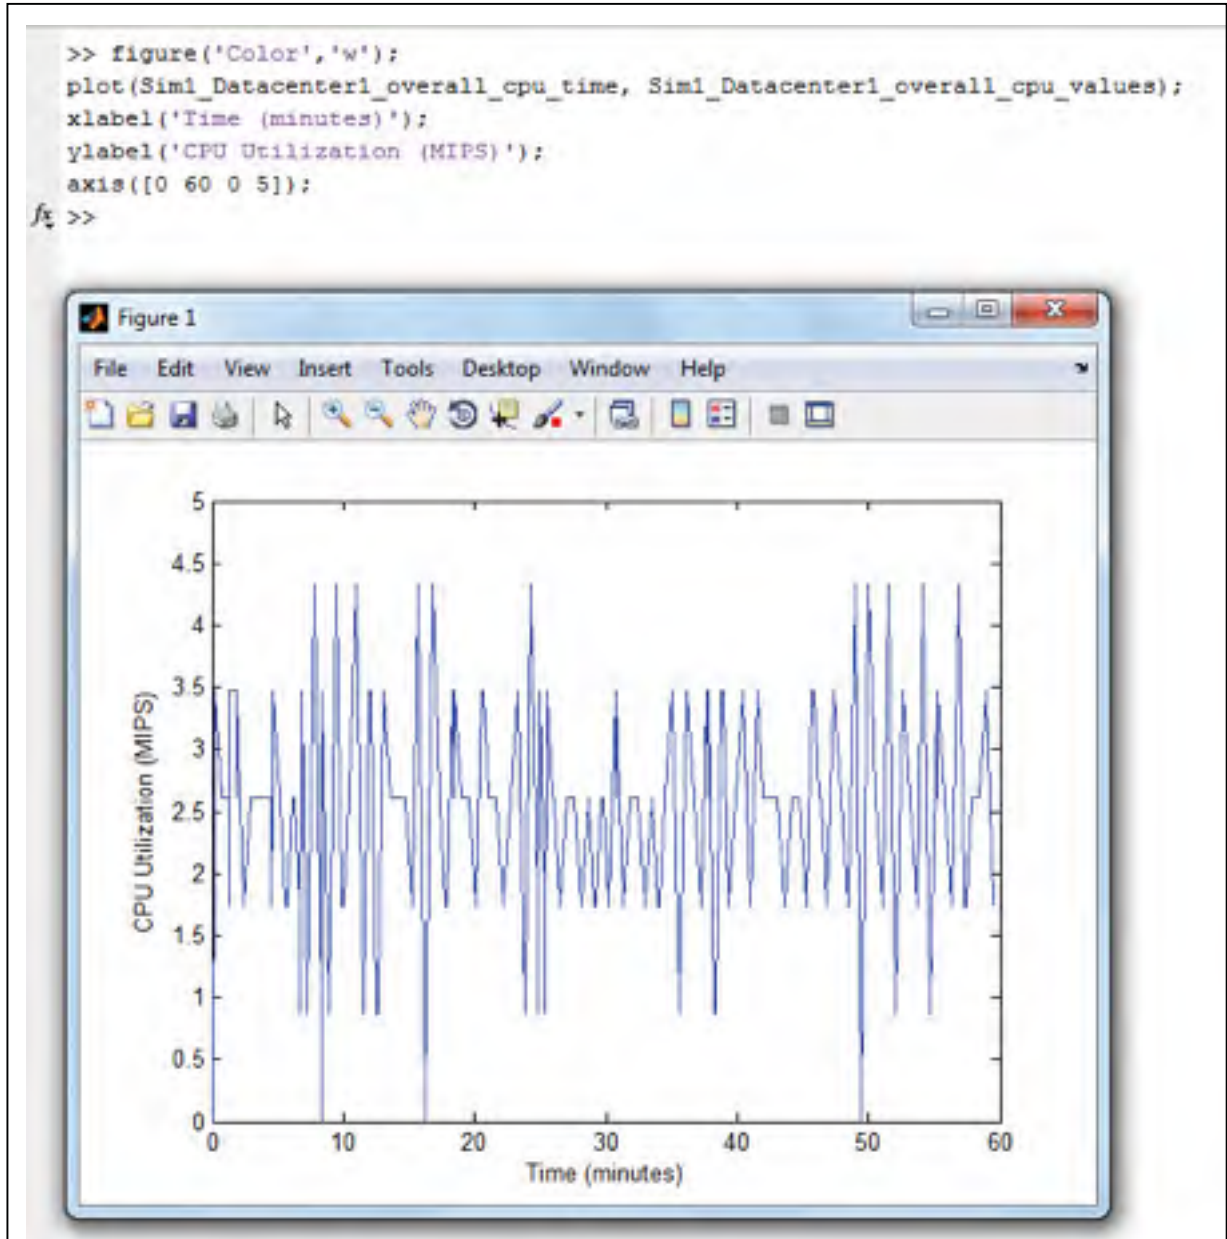 >> figure('Color','w');
plot(Sim1_Datacenter1_overall_cpu_time, Sim1_Datacenter1_overall_cpu_values);
xlabel('Time (minutes)');
ylabel('CPU Utilization (MIPS)');
axis([0 60 0 5]);
fx >>
Figure 1
File Edit View Insert Tools Desktop Window Help
5
4.5
4
3.5
3
2.5
2
1.5
1
0.5
0
CPU Utilization (MIPS)
0 10 20 30 40 50 60
Time (minutes)